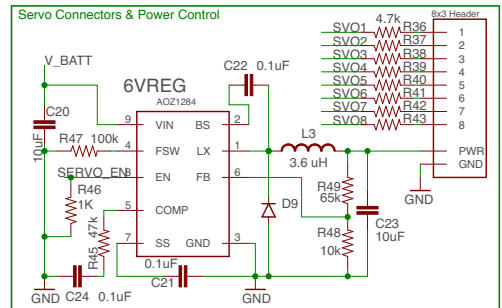 Servo Connectors & Power Control
4.7k
8x3 Header
SVO1 R36 1
SVO2 R37 2
SVO3 R38 3
SVO4 R39 4
SVO5 R40 5
SVO6 R41 6
SVO7 R42 7
SVO8 R43 8
PWR
GND
GND
V_BATT
C22 0.1uF
6VREG
AOZ1284
C20
10uF
9 VIN BS 2
R47 100k
4 FSW LX 1
L3
3.6 uH
SERVO_EN
8 EN FB 6
R46
1K
R49
65k
5 COMP
47k
R45
D9
C23
10uF
R48
10k
7 SS GND 3
0.1uF
C21
GND
C24 0.1uF
GND